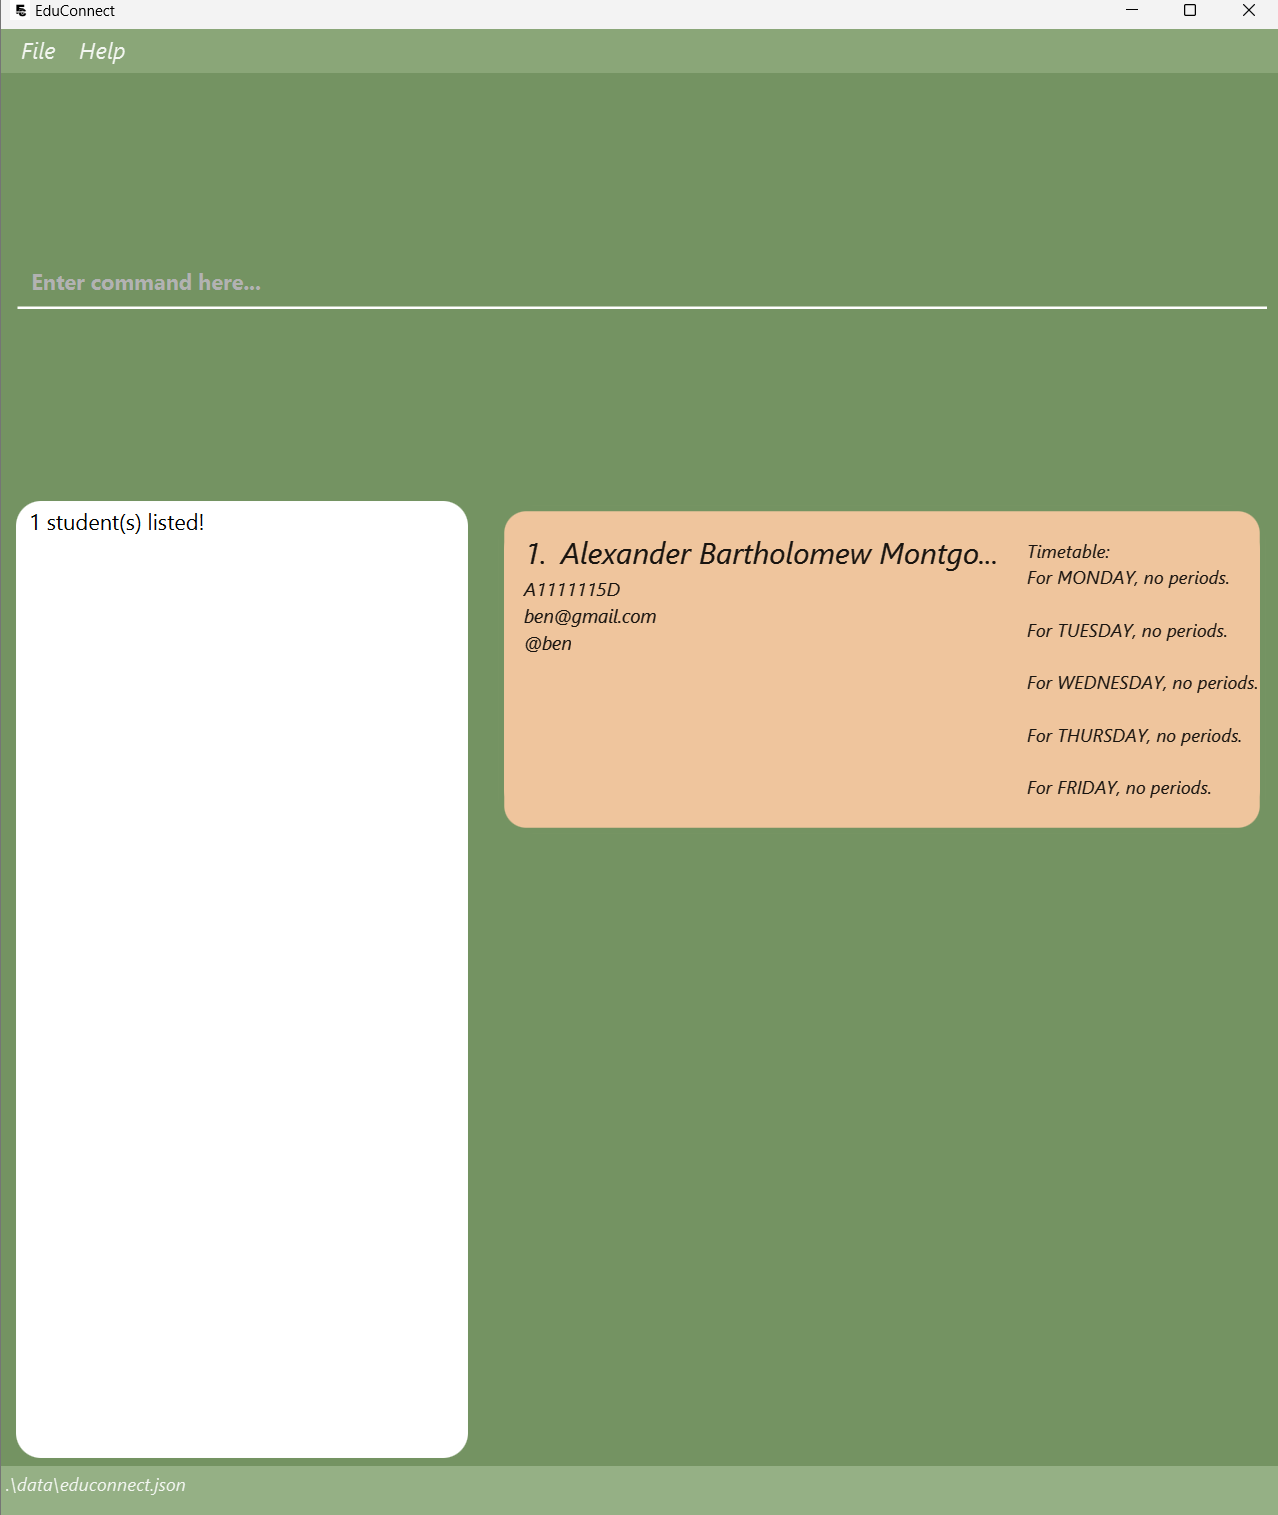 EduConnect
File Help
Enter command here...
1 student(s) listed!
1. Alexander Bartholomew Montgo...
A1111115D
ben@gmail.com
@ben
Timetable:
For MONDAY, no periods.
For TUESDAY, no periods.
For WEDNESDAY, no periods.
For THURSDAY, no periods.
For FRIDAY, no periods.
.\data\educonnect.json